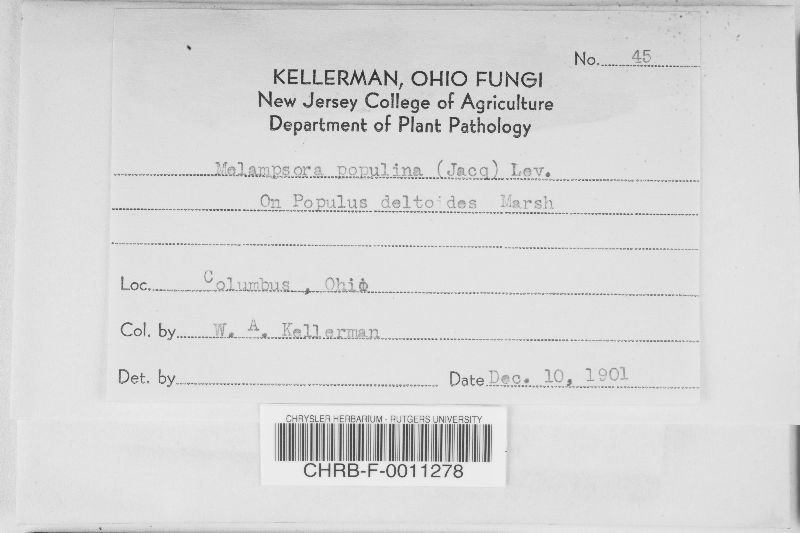 No. 45
KELLERMAN, OHIO FUNGI
New Jersey College of Agriculture
Department of Plant Pathology
Melampsora populina (Jacq) Lev.
On Populus deltoides Marsh
Loc. Columbus , Ohio
Col. by W. A. Kellerman
Det. by
Date Dec. 10, 1901
CHRYSLER HERBARIUM - RUTGERS UNIVERSITY
CHRB-F-0011278